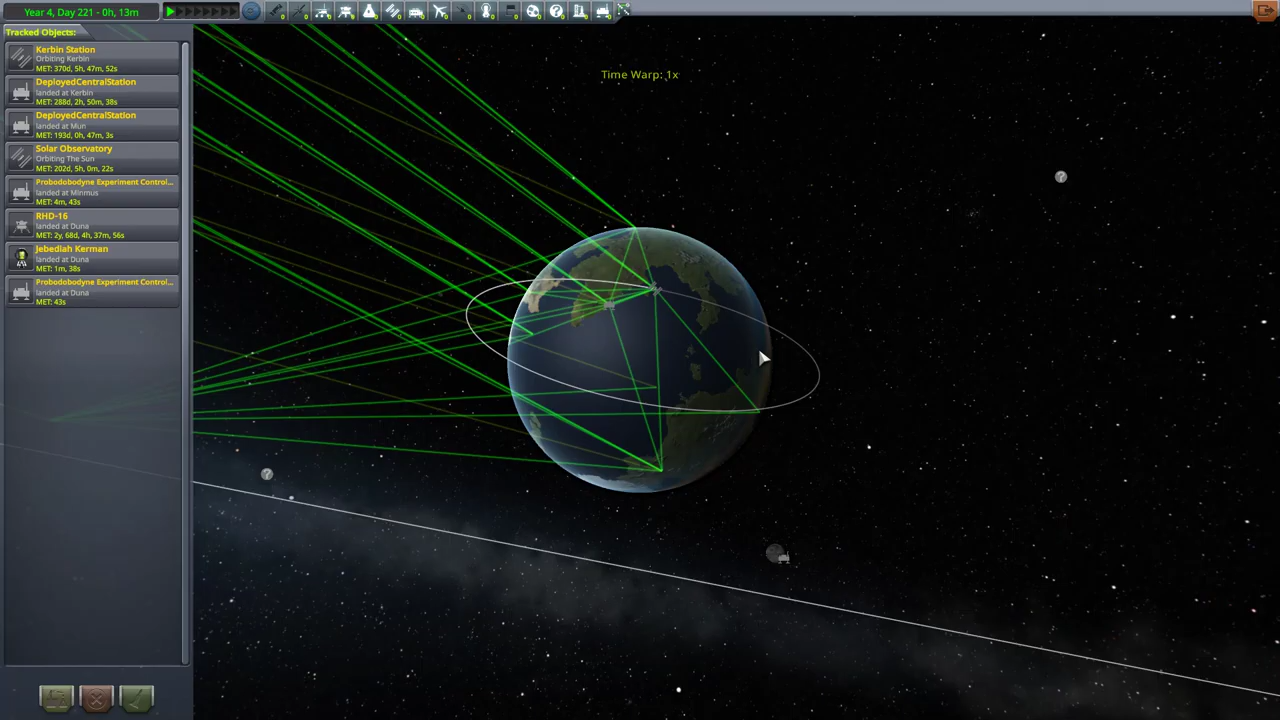 Year 4, Day 221 - 0h, 13m
Tracked Objects:
Kerbin Station
Orbiting Kerbin
MET: 370d, 5h, 47m, 52s
DeployedCentralStation
landed at Kerbin
MET: 288d, 2h, 50m, 38s
DeployedCentralStation
landed at Mun
MET: 193d, 0h, 47m, 3s
Solar Observatory
Orbiting The Sun
MET: 202d, 5h, 0m, 22s
Probodobodyne Experiment Control...
landed at Minmus
MET: 4m, 43s
RHD-16
landed at Duna
MET: 2y, 68d, 4h, 37m, 56s
Jebediah Kerman
landed at Duna
MET: 1m, 38s
Probodobodyne Experiment Control...
landed at Duna
MET: 43s
Time Warp: 1x